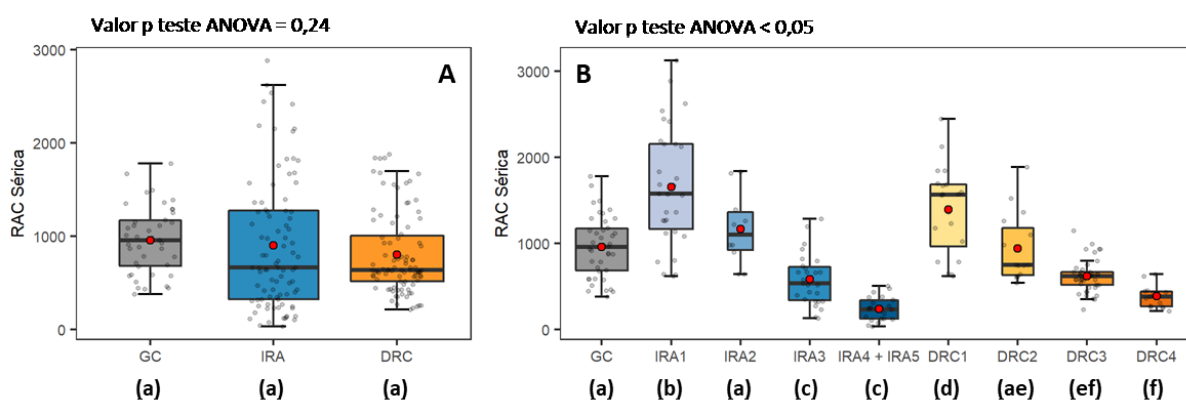 Valor p teste ANOVA = 0,24
A
RAC Sérica
3000
2000
1000
0
GC IRA DRC
(a) (a) (a)
Valor p teste ANOVA < 0,05
B
RAC Sérica
3000
2000
1000
0
GC IRA1 IRA2 IRA3 IRA4 + IRA5 DRC1 DRC2 DRC3 DRC4
(a) (b) (a) (c) (c) (d) (ae) (ef) (f)